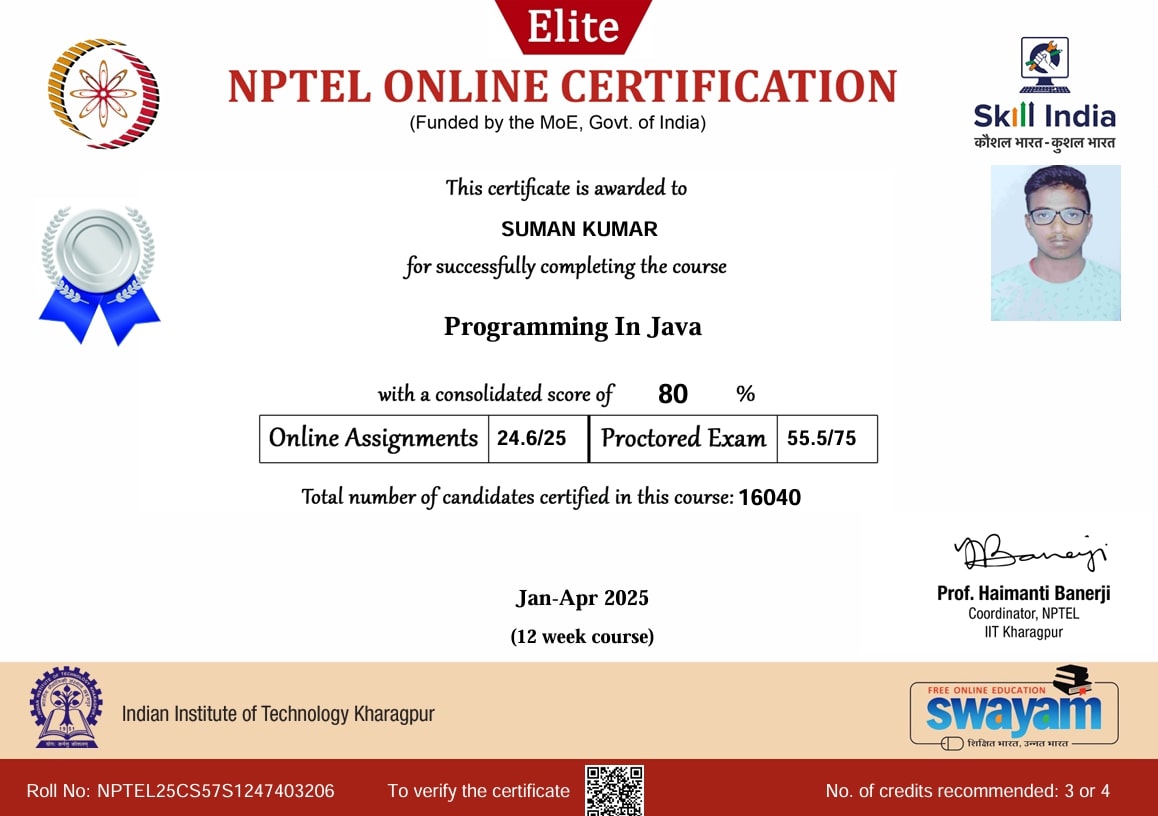 Elite
NPTEL ONLINE CERTIFICATION
(Funded by the MoE, Govt. of India)
Skill India
कौशल भारत - कुशल भारत
This certificate is awarded to
SUMAN KUMAR
for successfully completing the course
Programming In Java
with a consolidated score of 80 %
Online Assignments 24.6/25 Proctored Exam 55.5/75
Total number of candidates certified in this course: 16040
Jan-Apr 2025
(12 week course)
Prof. Haimanti Banerji
Coordinator, NPTEL
IIT Kharagpur
Indian Institute of Technology Kharagpur
FREE ONLINE EDUCATION
swayam
शिक्षित भारत, उन्नत भारत
Roll No: NPTEL25CS57S1247403206 To verify the certificate No. of credits recommended: 3 or 4